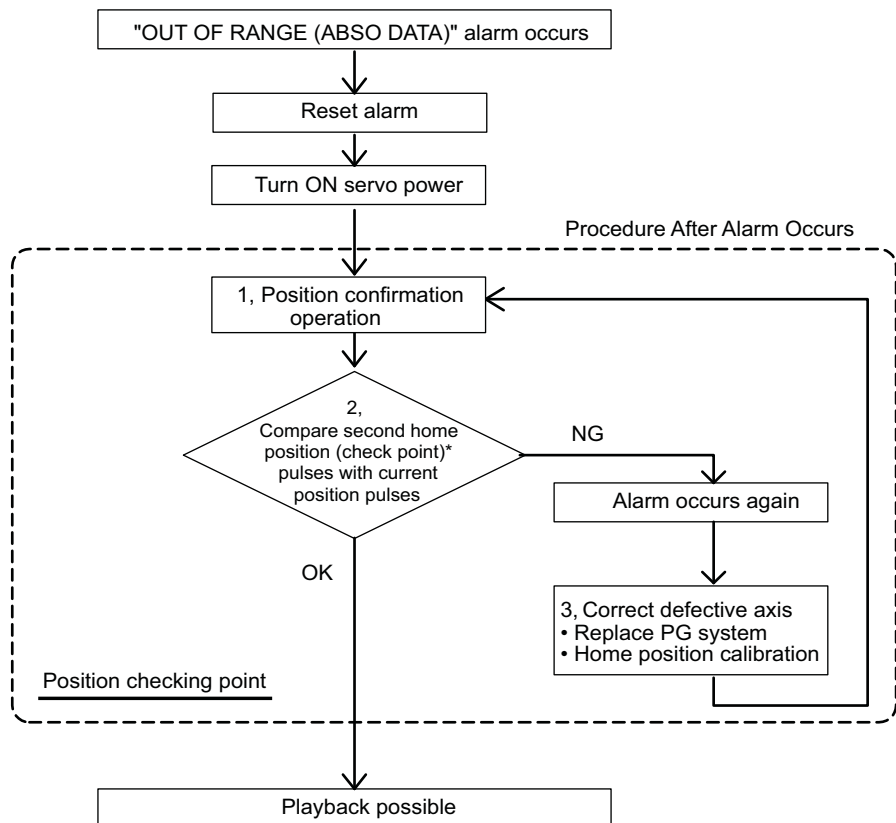 "OUT OF RANGE (ABSO DATA)" alarm occurs
Reset alarm
Turn ON servo power
Procedure After Alarm Occurs
1, Position confirmation
operation
2,
Compare second home
position (check point)*
pulses with current
position pulses
NG
Alarm occurs again
OK
3, Correct defective axis
• Replace PG system
• Home position calibration
Position checking point
Playback possible